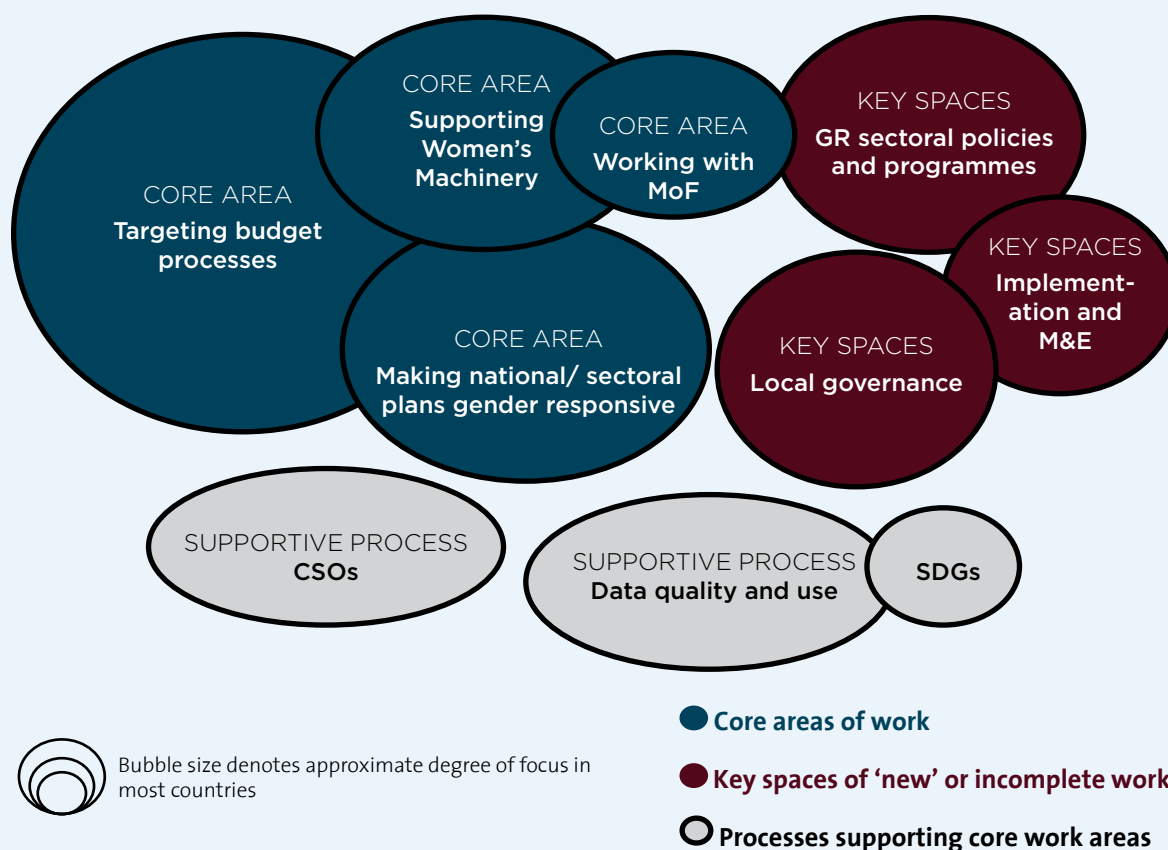 CORE AREA
Targeting budget
processes
CORE AREA
Supporting
Women's
Machinery
CORE AREA
Working with
MoF
KEY SPACES
GR sectoral policies
and programmes
KEY SPACES
Implement-
ation and
M&E
CORE AREA
Making national/ sectoral
plans gender responsive
KEY SPACES
Local governance
SUPPORTIVE PROCESS
CSOs
SUPPORTIVE PROCESS
Data quality and use
SDGs
Bubble size denotes approximate degree of focus in
most countries
Core areas of work
Key spaces of ‘new’ or incomplete work
Processes supporting core work areas